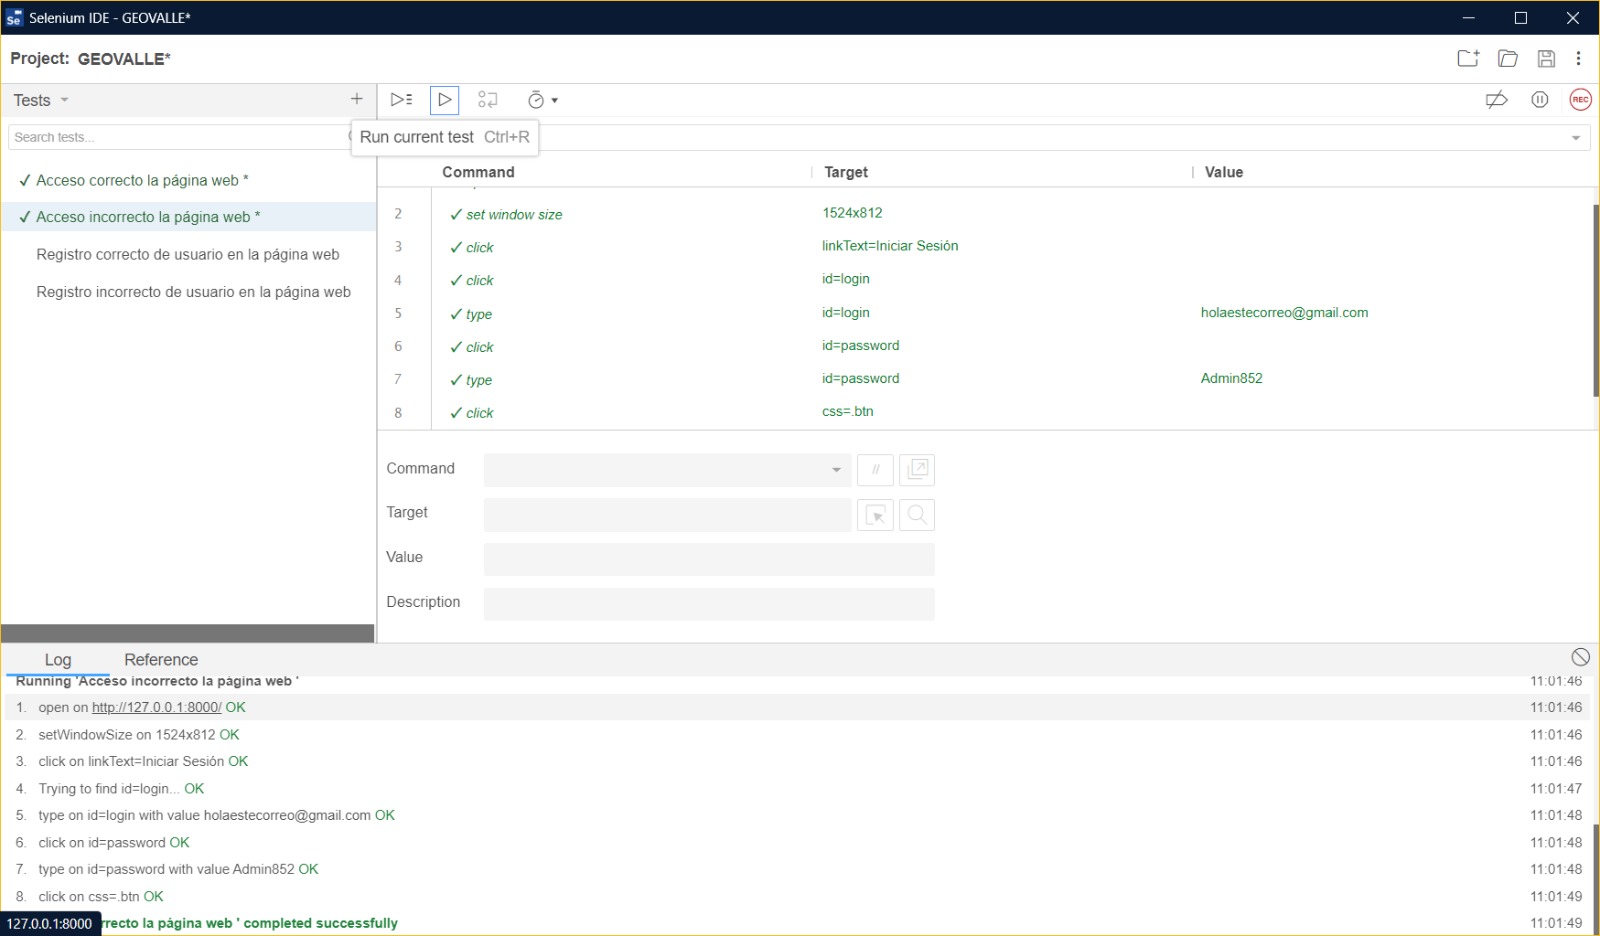 Selenium IDE - GEOVALLE*
Project: GEOVALLE*
Tests
Search tests...
Run current test Ctrl+R
✓ Acceso correcto la página web *
✓ Acceso incorrecto la página web *
Registro correcto de usuario en la página web
Registro incorrecto de usuario en la página web
REC
Command Target Value
2 ✓ set window size 1524x812
3 ✓ click linkText=Iniciar Sesión
4 ✓ click id=login
5 ✓ type id=login holaestecorreo@gmail.com
6 ✓ click id=password
7 ✓ type id=password Admin852
8 ✓ click css=.btn
Command //
Target
Value
Description
Log Reference
Running 'Acceso incorrecto la página web ' 11:01:46
1. open on http://127.0.0.1:8000/ OK 11:01:46
2. setWindowSize on 1524x812 OK 11:01:46
3. click on linkText=Iniciar Sesión OK 11:01:46
4. Trying to find id=login... OK 11:01:47
5. type on id=login with value holaestecorreo@gmail.com OK 11:01:48
6. click on id=password OK 11:01:48
7. type on id=password with value Admin852 OK 11:01:48
8. click on css=.btn OK 11:01:49
127.0.0.1:8000 rrecto la página web ' completed successfully 11:01:49